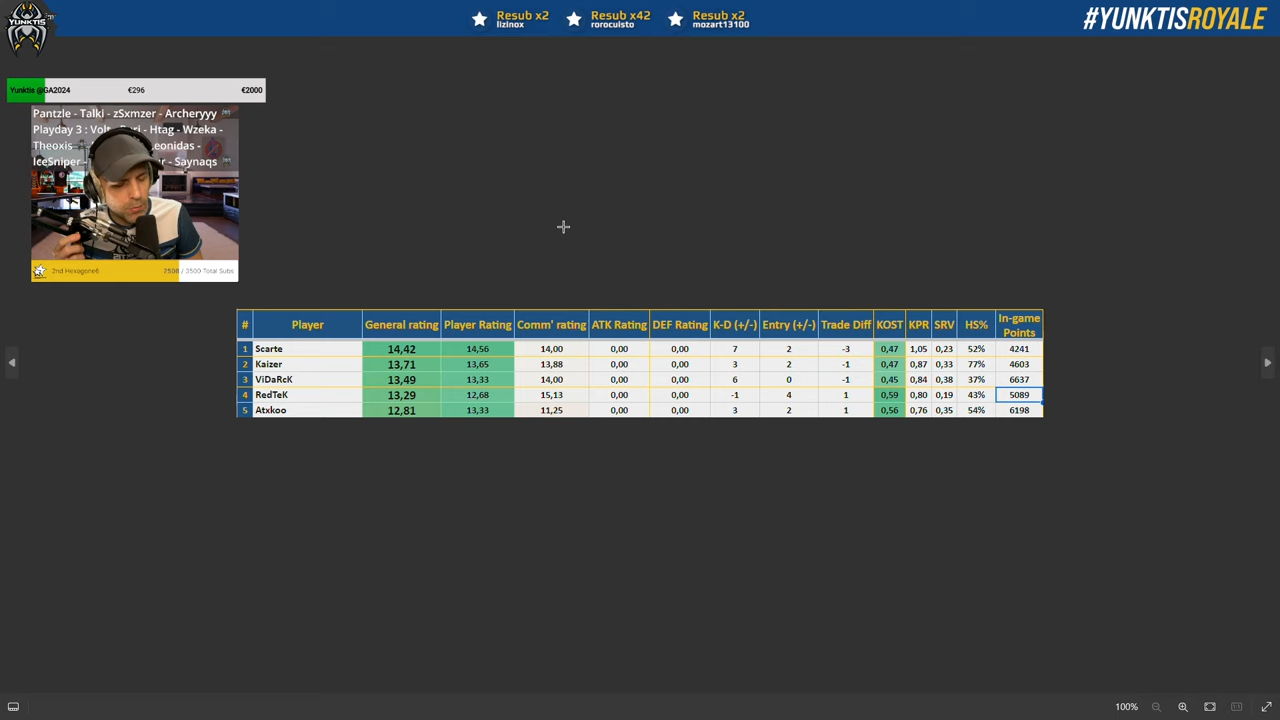 YUNKTIS
Resub x2
lizinox
Resub x42
rorocuisto
Resub x2
mozart13100
#YUNKTISROYALE
Yunktis @GA2024 €296 €2000
Pantzle - Talki - zSxmzer - Archeryyy
Playday 3 : Volt - - Htag - Wzeka -
Theoxis - eonidas -
IceSniper - - Saynaqs
2nd Hexagone6 2508 / 3500 Total Subs
# Player General rating Player Rating Comm' rating ATK Rating DEF Rating K-D (+/-) Entry (+/-) Trade Diff KOST KPR SRV HS% In-game Points
1 Scarte 14,42 14,56 14,00 0,00 0,00 7 2 -3 0,47 1,05 0,23 52% 4241
2 Kaizer 13,71 13,65 13,88 0,00 0,00 3 2 -1 0,47 0,87 0,33 77% 4603
3 ViDaRcK 13,49 13,33 14,00 0,00 0,00 6 0 -1 0,45 0,84 0,38 37% 6637
4 RedTeK 13,29 12,68 15,13 0,00 0,00 -1 4 1 0,59 0,80 0,19 43% 5089
5 Atxkoo 12,81 13,33 11,25 0,00 0,00 3 2 1 0,56 0,76 0,35 54% 6198
100%